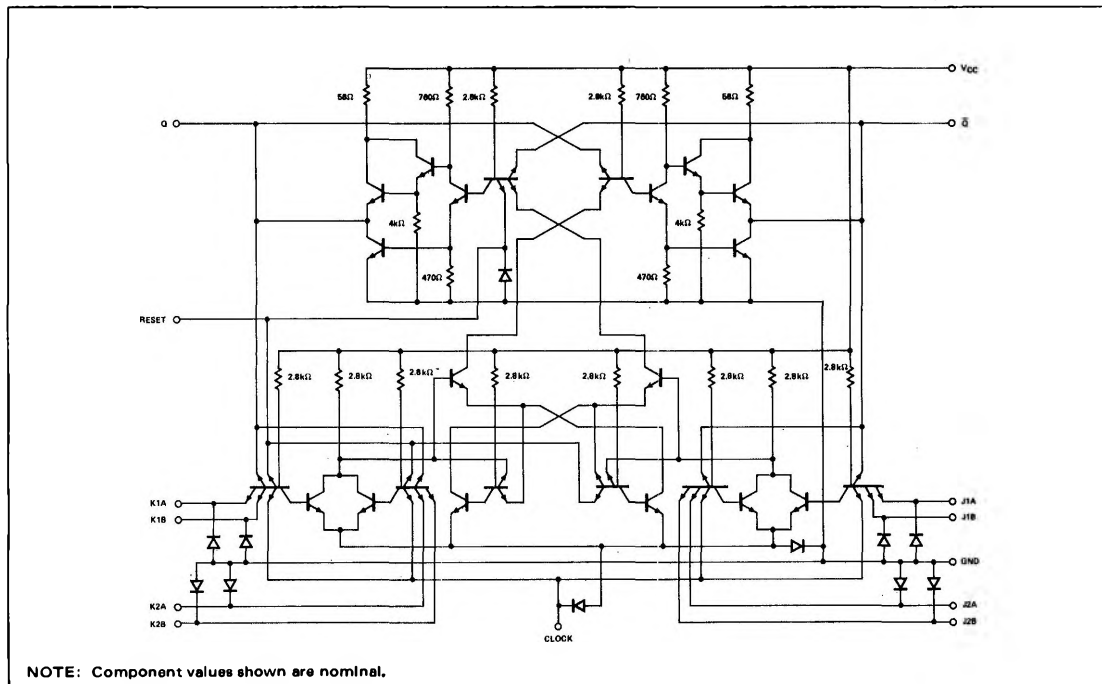 VCC
58Ω 760Ω 2.8kΩ 2.8kΩ 760Ω 58Ω
Q Q̅
4kΩ 4kΩ
470Ω 470Ω
RESET
2.8kΩ 2.8kΩ 2.8kΩ 2.8kΩ 2.8kΩ 2.8kΩ 2.8kΩ 2.8kΩ
K1A J1A
K1B J1B
GND
K2A J2A
K2B J2B
CLOCK
NOTE: Component values shown are nominal.